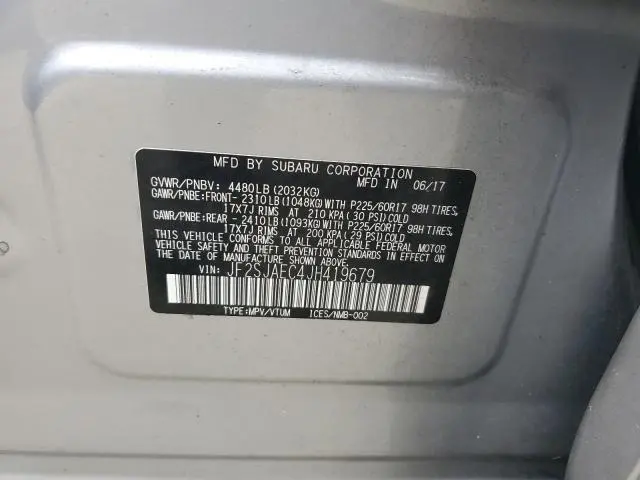 MFD BY SUBARU CORPORATION MFD IN 06/17
GVWR/PNBV: 4480LB (2032KG)
GAWR/PNBE:FRONT- 2310LB (1048KG)WITH P225/60R17 98H TIRES,
17X7J RIMS AT 210 KPA (30 PSI)COLD
GAWR/PNBE:REAR - 2410LB (1093KG)WITH P225/60R17 98H TIRES,
17X7J RIMS AT 200 KPA (29 PSI)COLD
THIS VEHICLE CONFORMS TO ALL APPLICABLE FEDERAL MOTOR
VEHICLE SAFETY AND THEFT PREVENTION STANDARDS IN EFFECT ON
THE DATE OF MANUFACTURE SHOWN ABOVE.
VIN: JF2SJAEC4JH419679
TYPE:MPV/VTUM ICES/NMB-002